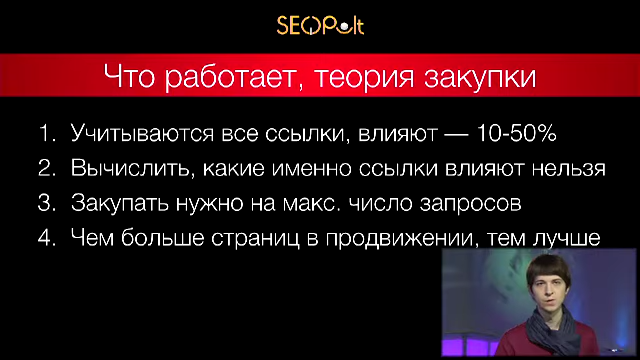 SEOPult
Что работает, теория закупки
1. Учитываются все ссылки, влияют — 10-50%
2. Вычислить, какие именно ссылки влияют нельзя
3. Закупать нужно на макс. число запросов
4. Чем больше страниц в продвижении, тем лучше